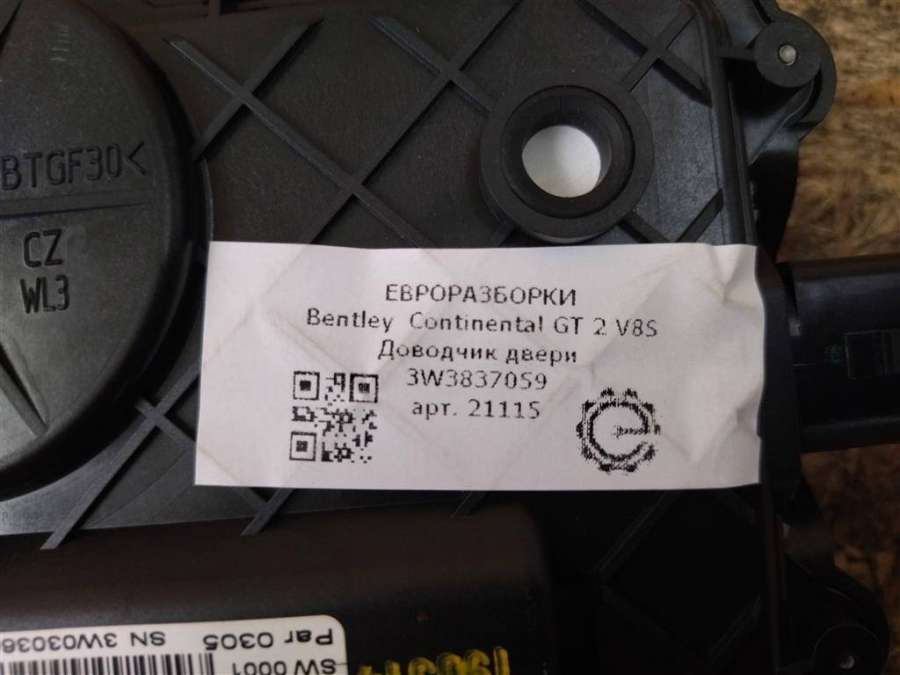 BTGF30<
CZ
WL3
ЕВРОРАЗБОРКИ
Bentley Continental GT 2 V8S
Доводчик двери
3W3837059
арт. 21115
Par 0305 SN 3W03036
SW 0001